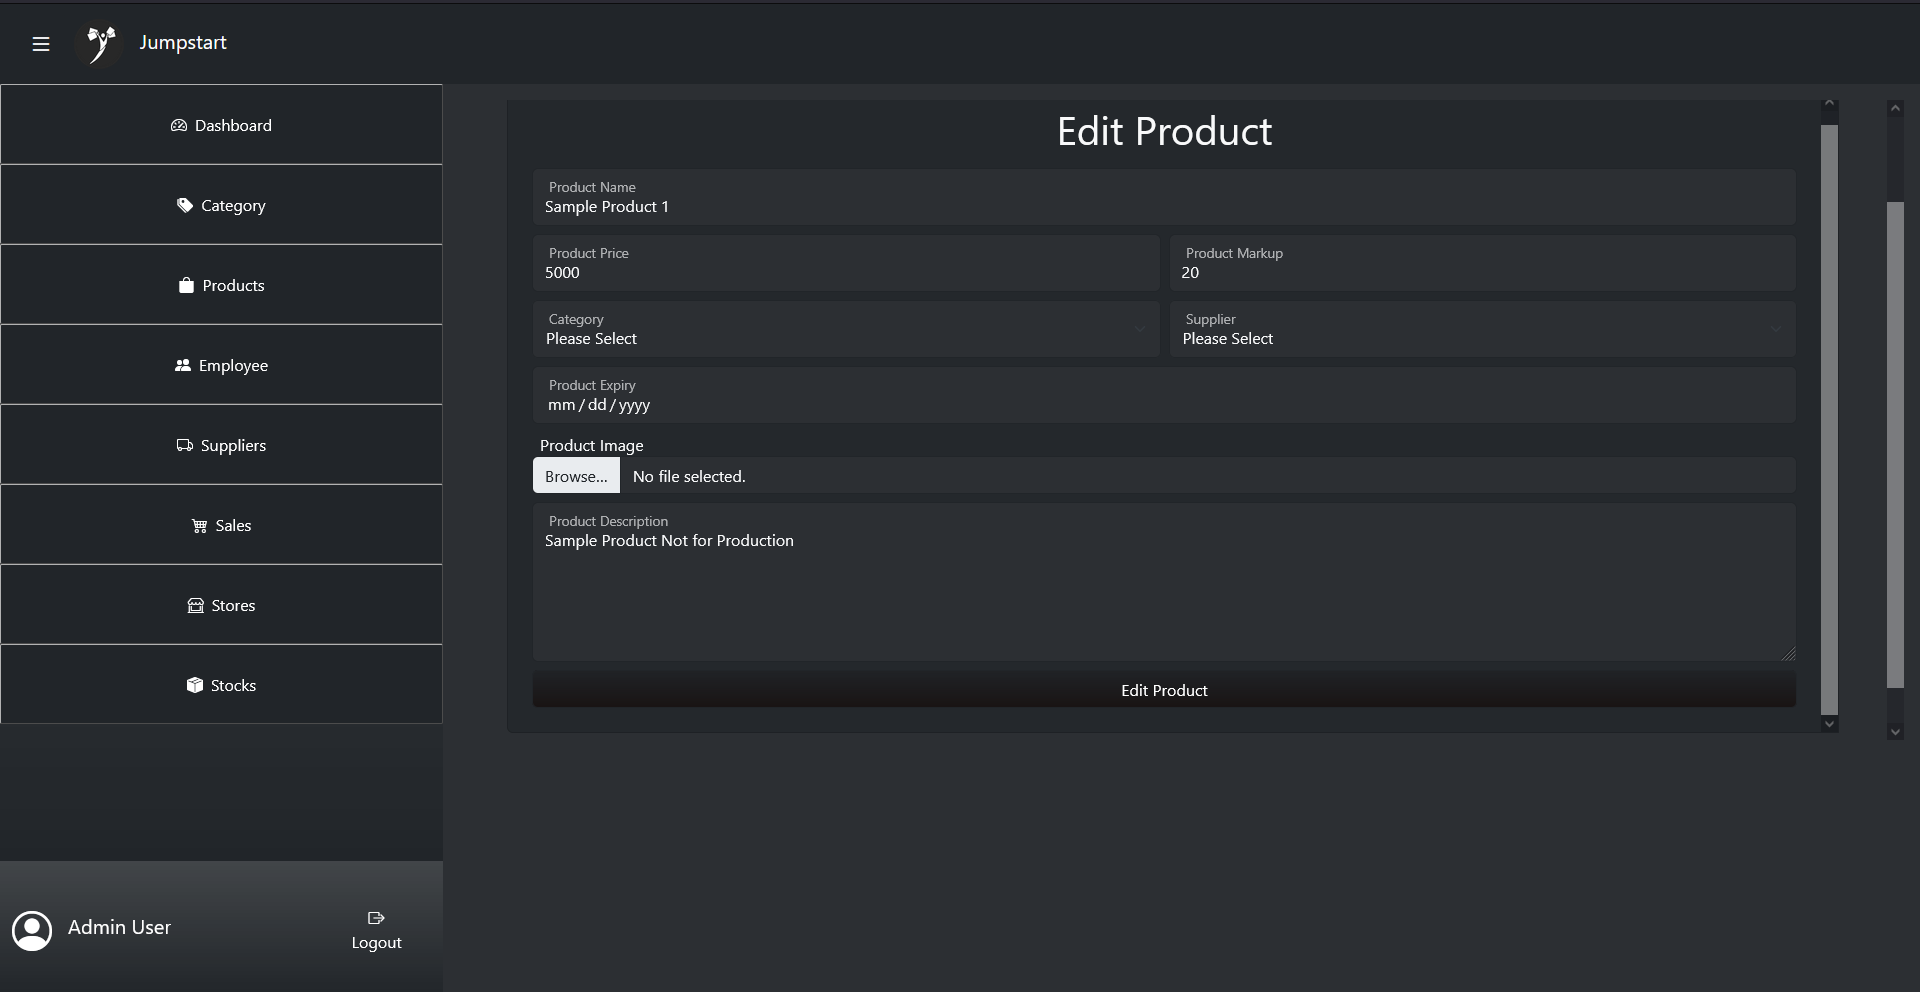 Jumpstart
Dashboard
Category
Products
Employee
Suppliers
Sales
Stores
Stocks
Admin User
Logout
Edit Product
Product Name
Sample Product 1
Product Price
5000
Product Markup
20
Category
Please Select
Supplier
Please Select
Product Expiry
mm/dd/yyyy
Product Image
Browse... No file selected.
Product Description
Sample Product Not for Production
Edit Product